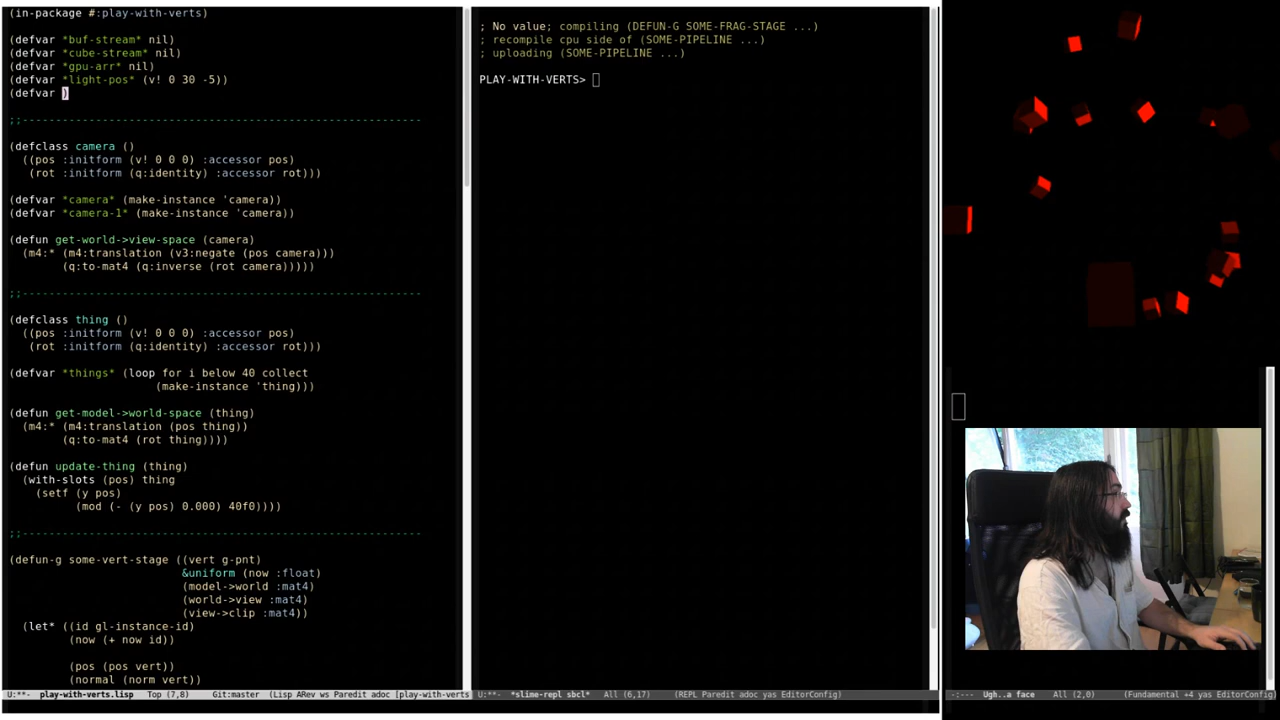 (in-package #:play-with-verts)
(defvar *buf-stream* nil)
(defvar *cube-stream* nil)
(defvar *gpu-arr* nil)
(defvar *light-pos* (v! 0 30 -5))
(defvar )
;;------------------------------------------------------------
(defclass camera ()
  ((pos :initform (v! 0 0 0) :accessor pos)
   (rot :initform (q:identity) :accessor rot)))
(defvar *camera* (make-instance 'camera))
(defvar *camera-1* (make-instance 'camera))
(defun get-world->view-space (camera)
  (m4:* (m4:translation (v3:negate (pos camera)))
        (q:to-mat4 (q:inverse (rot camera)))))
;;------------------------------------------------------------
(defclass thing ()
  ((pos :initform (v! 0 0 0) :accessor pos)
   (rot :initform (q:identity) :accessor rot)))
(defvar *things* (loop for i below 40 collect
                      (make-instance 'thing)))
(defun get-model->world-space (thing)
  (m4:* (m4:translation (pos thing))
        (q:to-mat4 (rot thing))))
(defun update-thing (thing)
  (with-slots (pos) thing
    (setf (y pos)
          (mod (- (y pos) 0.000) 40f0))))
;;------------------------------------------------------------
(defun-g some-vert-stage ((vert g-pnt)
                          &uniform (now :float)
                          (model->world :mat4)
                          (world->view :mat4)
                          (view->clip :mat4))
  (let* ((id gl-instance-id)
         (now (+ now id))
         (pos (pos vert))
         (normal (norm vert))
U:**-  play-with-verts.lisp   Top (7,8)     Git:master  (Lisp ARev ws Paredit adoc [play-with-verts
; No value; compiling (DEFUN-G SOME-FRAG-STAGE ...)
; recompile cpu side of (SOME-PIPELINE ...)
; uploading (SOME-PIPELINE ...)
PLAY-WITH-VERTS>
U:**-  *slime-repl sbcl*   All (6,17)     (REPL Paredit adoc yas EditorConfig)
-:---  Ugh..a face    All (2,0)      (Fundamental +4 yas EditorConfig)